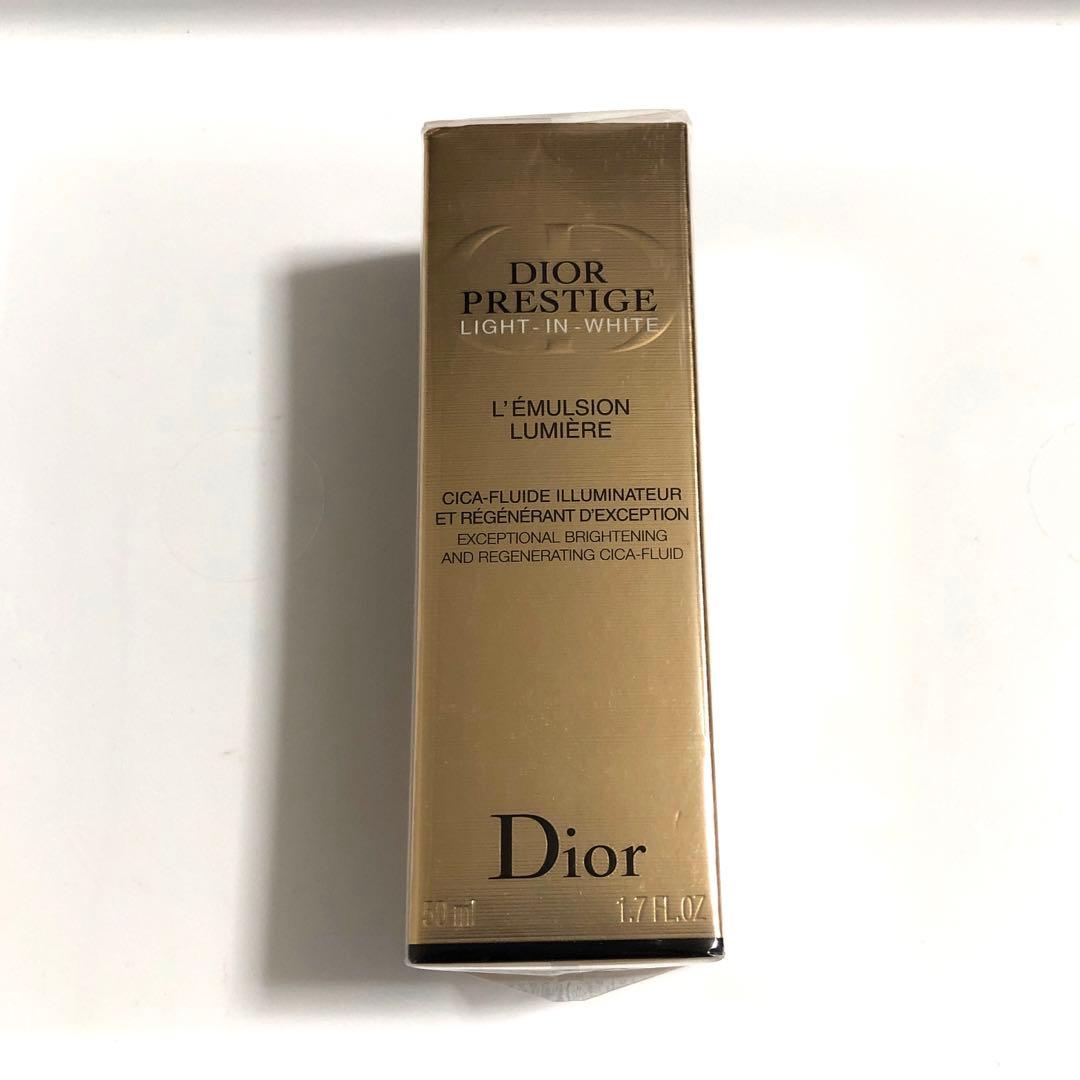 DIOR
PRESTIGE
LIGHT-IN-WHITE
L'ÉMULSION
LUMIÈRE
CICA-FLUIDE ILLUMINATEUR
ET RÉGÉNÉRANT D'EXCEPTION
EXCEPTIONAL BRIGHTENING
AND REGENERATING CICA-FLUID
Dior
50 ml 1.7 FL.OZ